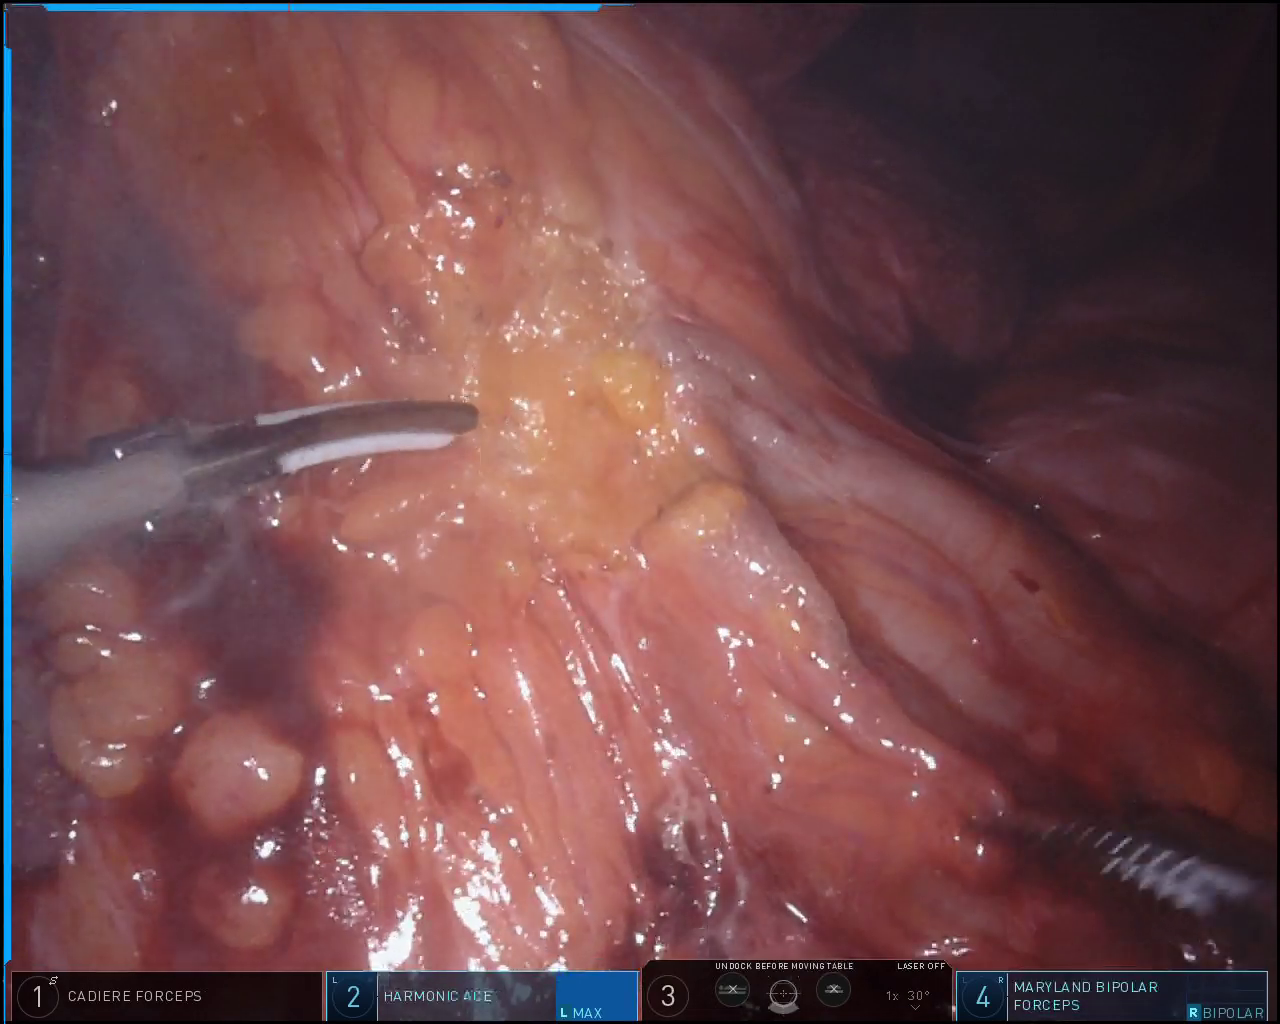 UNDOCK BEFORE MOVING TABLE LASER OFF
1 CADIERE FORCEPS
L 2 HARMONIC ACE
L MAX
3
1x 30°
R 4 MARYLAND BIPOLAR
FORCEPS
R BIPOLAR